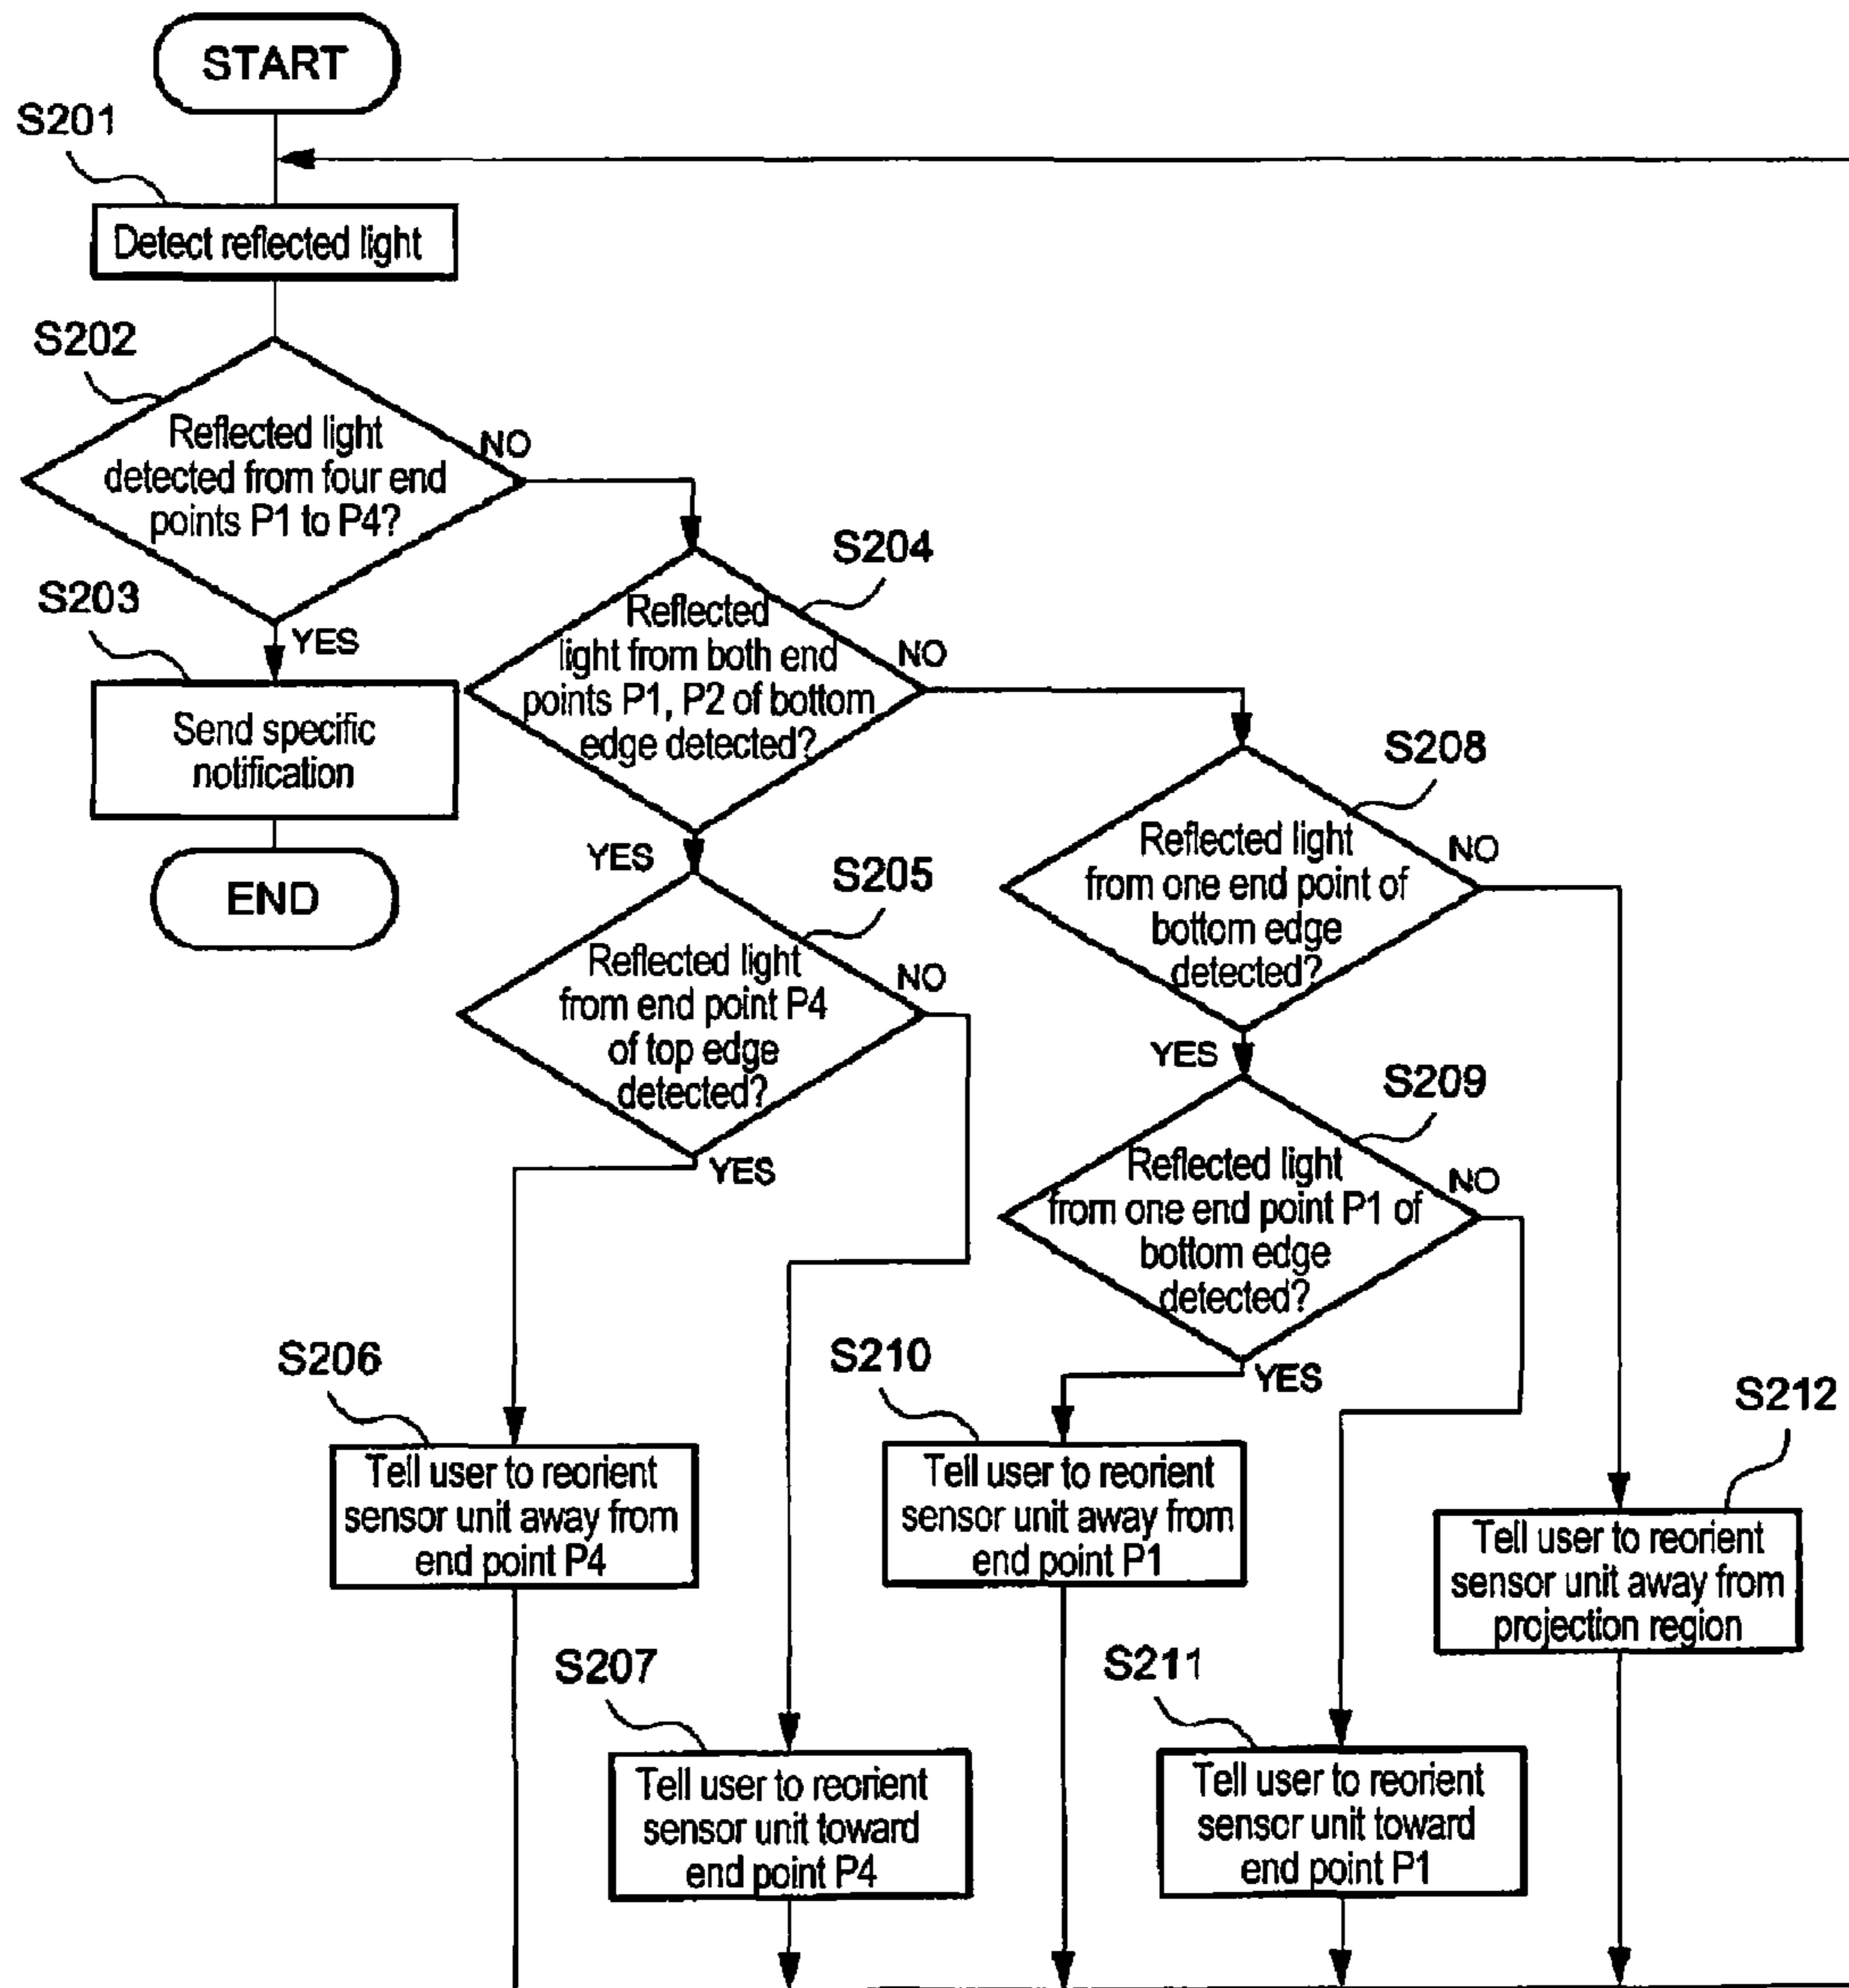 START
S201
Detect reflected light
S202
Reflected light
detected from four end
points P1 to P4?
NO
YES
S203
Send specific
notification
END
S204
Reflected
light from both end
points P1, P2 of bottom
edge detected?
NO
YES
S205
Reflected light
from end point P4
of top edge
detected?
NO
YES
S206
Tell user to reorient
sensor unit away from
end point P4
S207
Tell user to reorient
sensor unit toward
end point P4
S208
Reflected light
from one end point of
bottom edge
detected?
NO
YES
S209
Reflected light
from one end point P1 of
bottom edge
detected?
NO
YES
S210
Tell user to reorient
sensor unit away from
end point P1
S211
Tell user to reorient
sensor unit toward
end point P1
S212
Tell user to reorient
sensor unit away from
projection region